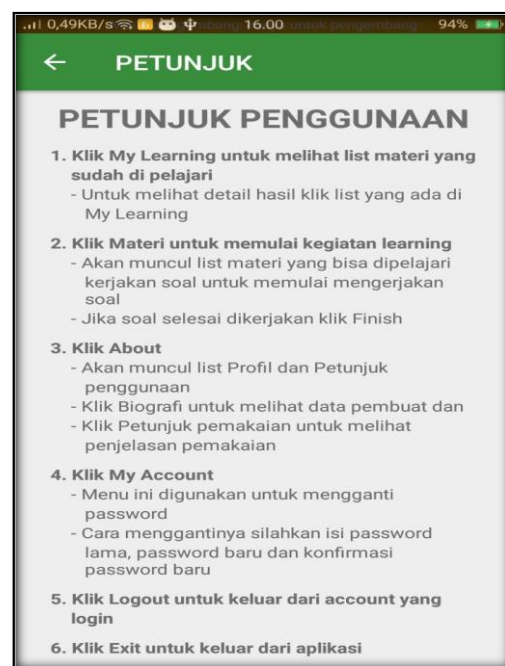 0,49KB/s 16.00 untuk pengembang 94%
PETUNJUK
PETUNJUK PENGGUNAAN
1. Klik My Learning untuk melihat list materi yang
sudah di pelajari
- Untuk melihat detail hasil klik list yang ada di
My Learning
2. Klik Materi untuk memulai kegiatan learning
- Akan muncul list materi yang bisa dipelajari
kerjakan soal untuk memulai mengerjakan
soal
- Jika soal selesai dikerjakan klik Finish
3. Klik About
- Akan muncul list Profil dan Petunjuk
penggunaan
- Klik Biografi untuk melihat data pembuat dan
- Klik Petunjuk pemakaian untuk melihat
penjelasan pemakaian
4. Klik My Account
- Menu ini digunakan untuk mengganti
password
- Cara menggantinya silahkan isi password
lama, password baru dan konfirmasi
password baru
5. Klik Logout untuk keluar dari account yang
login
6. Klik Exit untuk keluar dari aplikasi